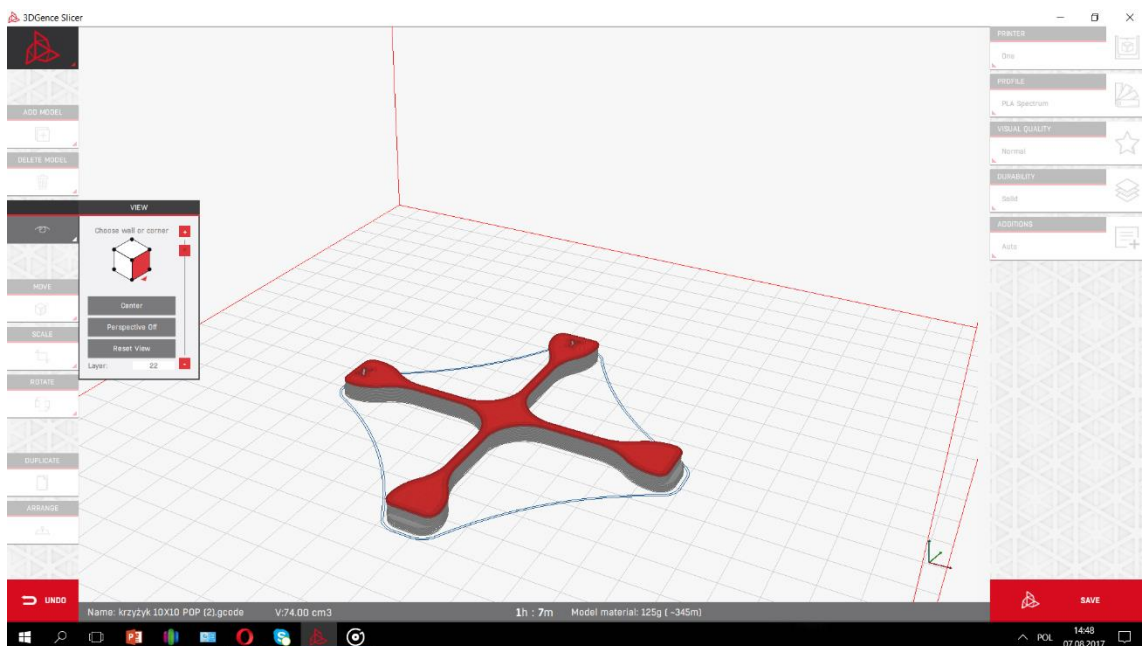 3DGence Slicer
ADD MODEL
DELETE MODEL
VIEW
Choose wall or corner
Center
Perspective Off
Reset View
Layer: 22
MOVE
SCALE
ROTATE
DUPLICATE
ARRANGE
UNDO
PRINTER
One
PROFILE
PLA Spectrum
VISUAL QUALITY
Normal
DURABILITY
Solid
ADDITIONS
Auto
SAVE
Name: krzyżyk 10X10 POP (2).gcode V:74.00 cm3 1h : 7m Model material: 125g ( ~345m)
POL 14:48
07.08.2017